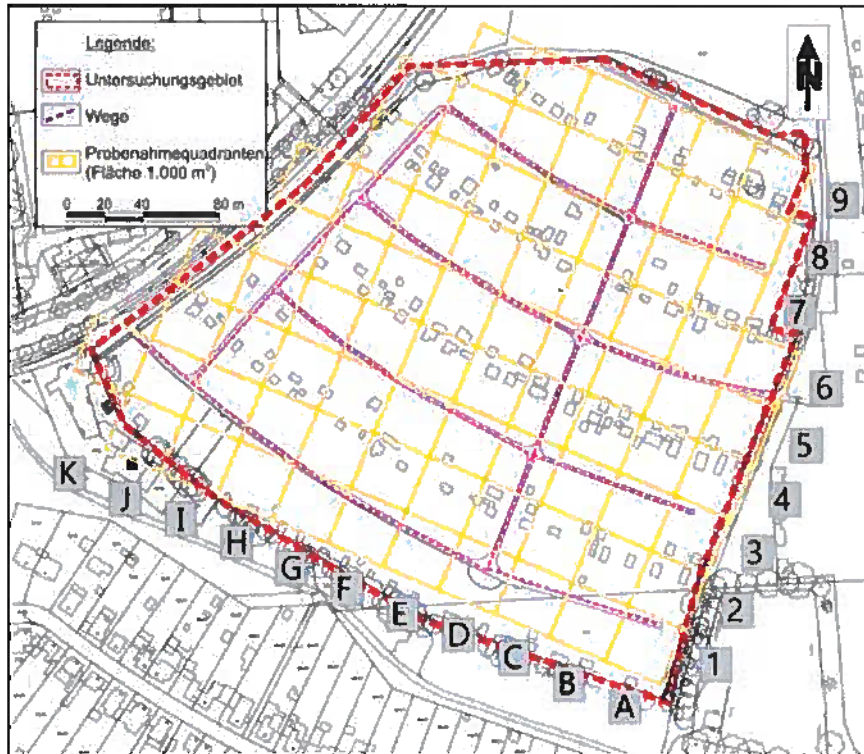 Legende:
Untersuchungsgebiet
Wege
Probenahmequadranten
(Fläche 1.000 m²)
0 20 40 80 m
N
9
8
7
6
5
4
3
2
1
K
J
I
H
G
F
E
D
C
B
A